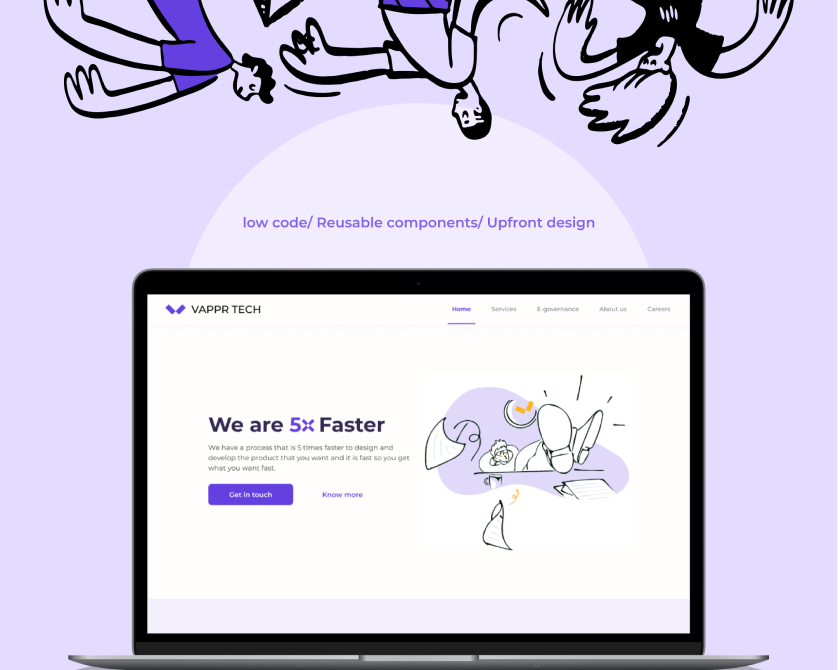 low code/ Reusable components/ Upfront design
VAPPR TECH
Home Services E-governance About us Careers
We are 5x Faster
We have a process that is 5 times faster to design and
develop the product that you want and it is fast so you get
what you want fast.
Get in touch Know more